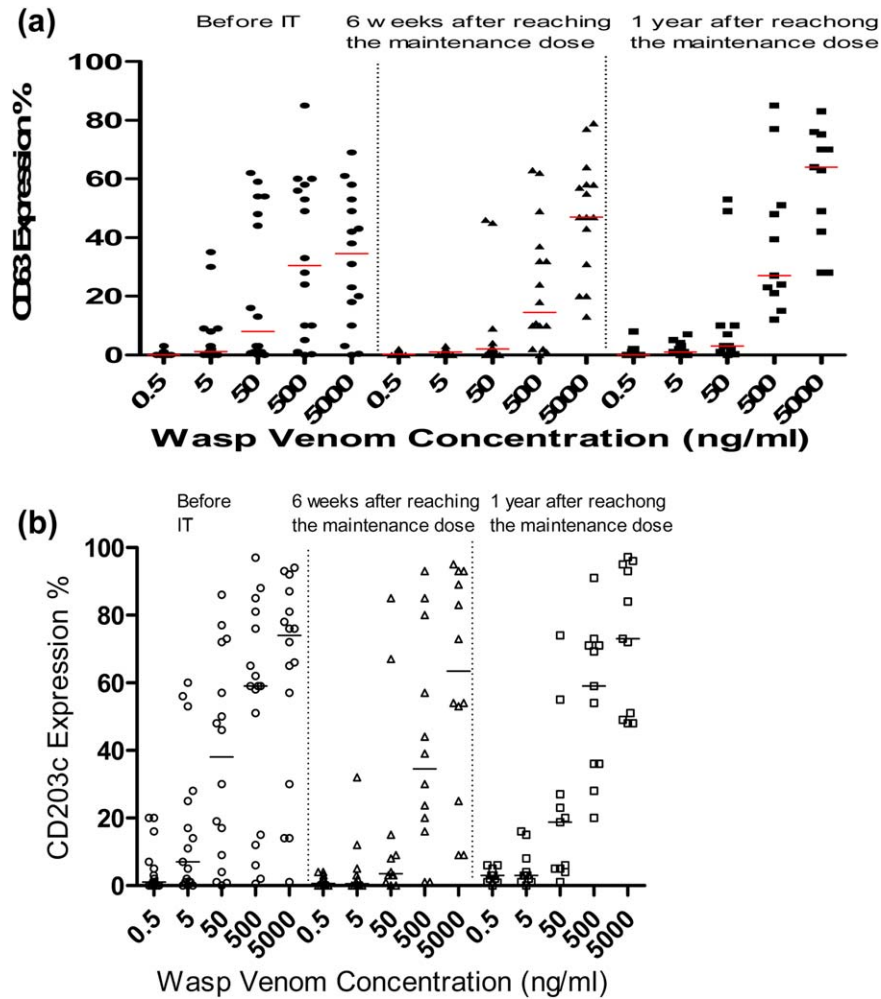 (a)
Before IT
6 weeks after reaching
the maintenance dose
1 year after reachong
the maintenance dose
CD63 Expression%
100
80
60
40
20
0
0.5
5
50
500
5000
0.5
5
50
500
5000
0.5
5
50
500
5000
Wasp Venom Concentration (ng/ml)
(b)
Before
IT
6 weeks after reaching
the maintenance dose
1 year after reachong
the maintenance dose
CD203c Expression %
100
80
60
40
20
0
0.5
5
50
500
5000
0.5
5
50
500
5000
0.5
5
50
500
5000
Wasp Venom Concentration (ng/ml)